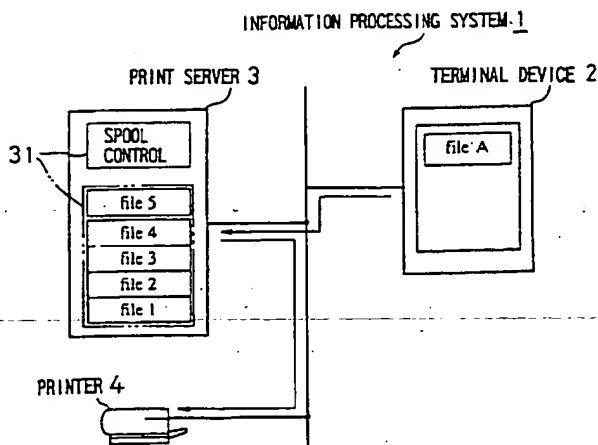 INFORMATION PROCESSING SYSTEM 1
PRINT SERVER 3
TERMINAL DEVICE 2
31
SPOOL
CONTROL
file A
file 5
file 4
file 3
file 2
file 1
PRINTER 4